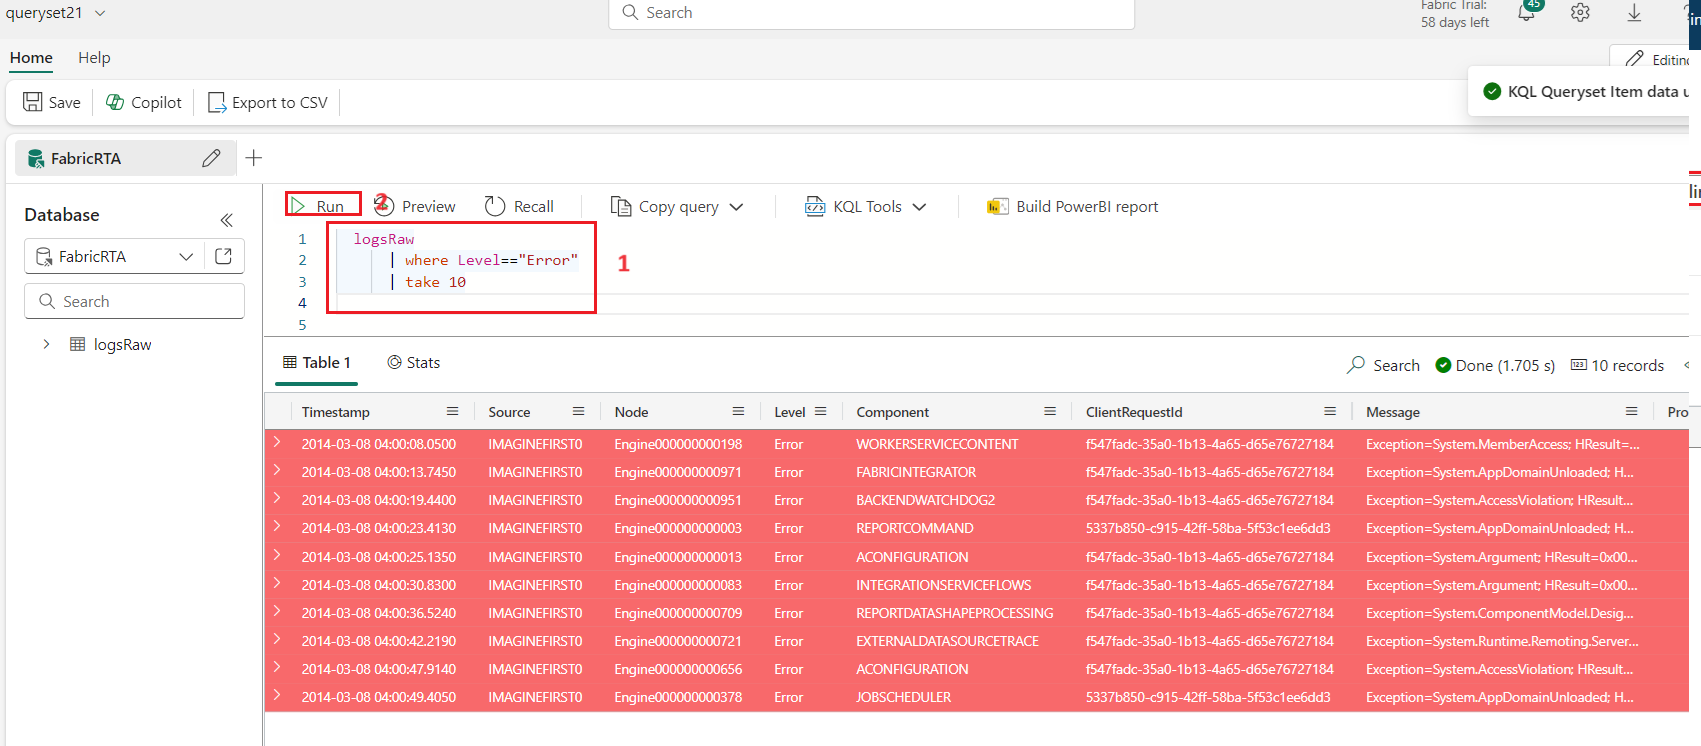 queryset21
Search
Fabric Trial:
58 days left
45
Home
Help
Editing
Save
Copilot
Export to CSV
KQL Queryset Item data u
FabricRTA
Database
FabricRTA
Search
logsRaw
Run
2
Preview
Recall
Copy query
KQL Tools
Build PowerBI report
1 logsRaw
2 | where Level=="Error"
3 | take 10
4
5
1
Table 1
Stats
Search
Done (1.705 s)
10 records
Timestamp Source Node Level Component ClientRequestId Message Pro
2014-03-08 04:00:08.0500 IMAGINEFIRST0 Engine000000000198 Error WORKERSERVICECONTENT f547fadc-35a0-1b13-4a65-d65e76727184 Exception=System.MemberAccess; HResult=...
2014-03-08 04:00:13.7450 IMAGINEFIRST0 Engine000000000971 Error FABRICINTEGRATOR f547fadc-35a0-1b13-4a65-d65e76727184 Exception=System.AppDomainUnloaded; H...
2014-03-08 04:00:19.4400 IMAGINEFIRST0 Engine000000000951 Error BACKENDWATCHDOG2 f547fadc-35a0-1b13-4a65-d65e76727184 Exception=System.AccessViolation; HResult...
2014-03-08 04:00:23.4130 IMAGINEFIRST0 Engine000000000003 Error REPORTCOMMAND 5337b850-c915-42ff-58ba-5f53c1ee6dd3 Exception=System.AppDomainUnloaded; H...
2014-03-08 04:00:25.1350 IMAGINEFIRST0 Engine000000000013 Error ACONFIGURATION f547fadc-35a0-1b13-4a65-d65e76727184 Exception=System.Argument; HResult=0x00...
2014-03-08 04:00:30.8300 IMAGINEFIRST0 Engine000000000083 Error INTEGRATIONSERVICEFLOWS f547fadc-35a0-1b13-4a65-d65e76727184 Exception=System.Argument; HResult=0x00...
2014-03-08 04:00:36.5240 IMAGINEFIRST0 Engine000000000709 Error REPORTDATASHAPEPROCESSING f547fadc-35a0-1b13-4a65-d65e76727184 Exception=System.ComponentModel.Desig...
2014-03-08 04:00:42.2190 IMAGINEFIRST0 Engine000000000721 Error EXTERNALDATASOURCETRACE f547fadc-35a0-1b13-4a65-d65e76727184 Exception=System.Runtime.Remoting.Server...
2014-03-08 04:00:47.9140 IMAGINEFIRST0 Engine000000000656 Error ACONFIGURATION f547fadc-35a0-1b13-4a65-d65e76727184 Exception=System.AccessViolation; HResult...
2014-03-08 04:00:49.4050 IMAGINEFIRST0 Engine000000000378 Error JOBSCHEDULER 5337b850-c915-42ff-58ba-5f53c1ee6dd3 Exception=System.AppDomainUnloaded; H...